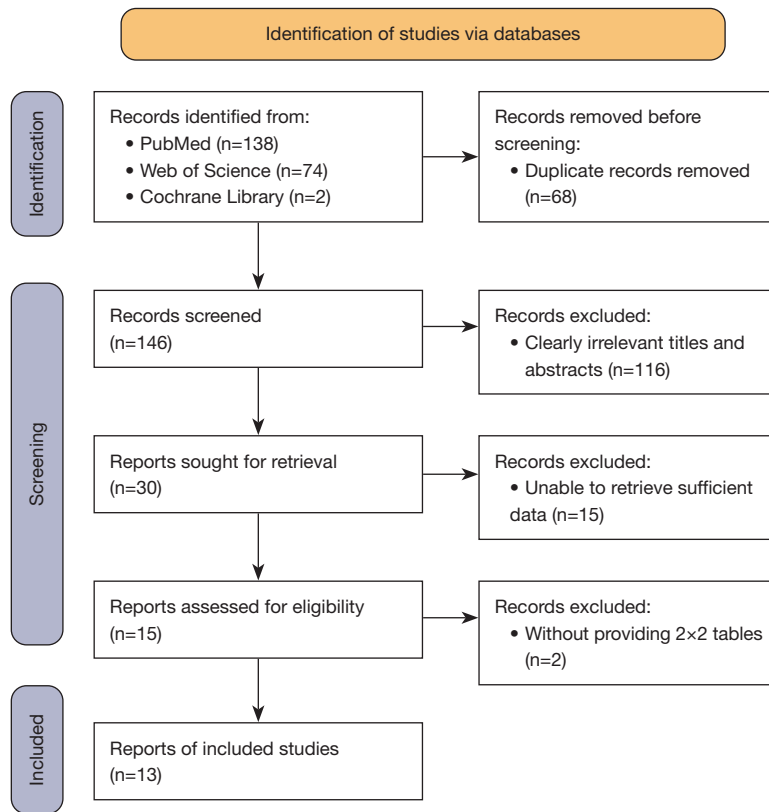 Identification of studies via databases
Identification
Records identified from:
• PubMed (n=138)
• Web of Science (n=74)
• Cochrane Library (n=2)
Records removed before
screening:
• Duplicate records removed
(n=68)
Screening
Records screened
(n=146)
Records excluded:
• Clearly irrelevant titles and
abstracts (n=116)
Reports sought for retrieval
(n=30)
Records excluded:
• Unable to retrieve sufficient
data (n=15)
Reports assessed for eligibility
(n=15)
Records excluded:
• Without providing 2×2 tables
(n=2)
Included
Reports of included studies
(n=13)